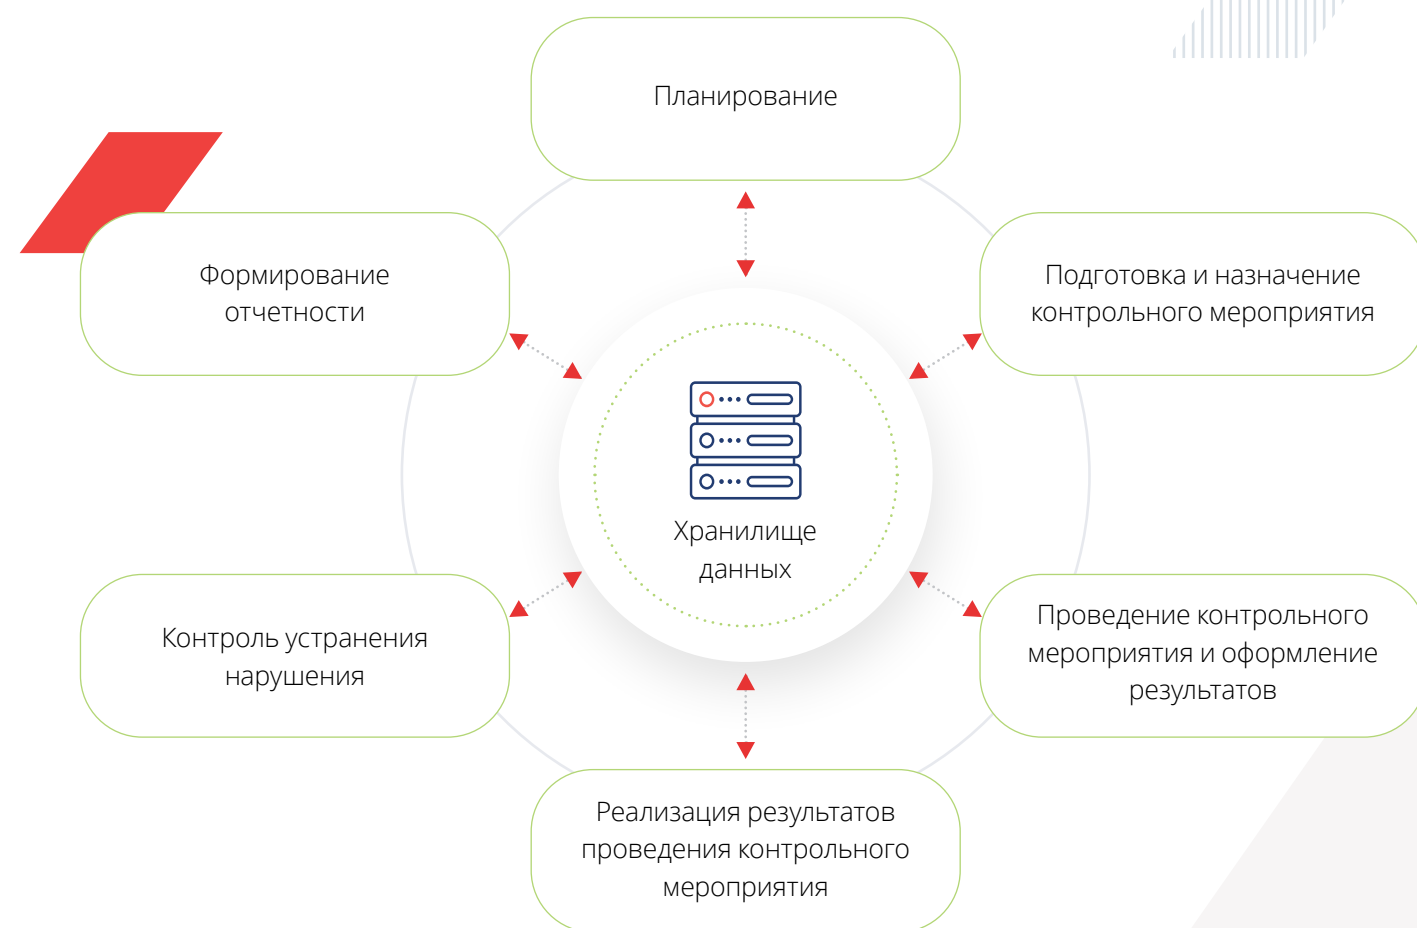 Планирование
Формирование
отчетности
Подготовка и назначение
контрольного мероприятия
Хранилище
данных
Контроль устранения
нарушения
Проведение контрольного
мероприятия и оформление
результатов
Реализация результатов
проведения контрольного
мероприятия